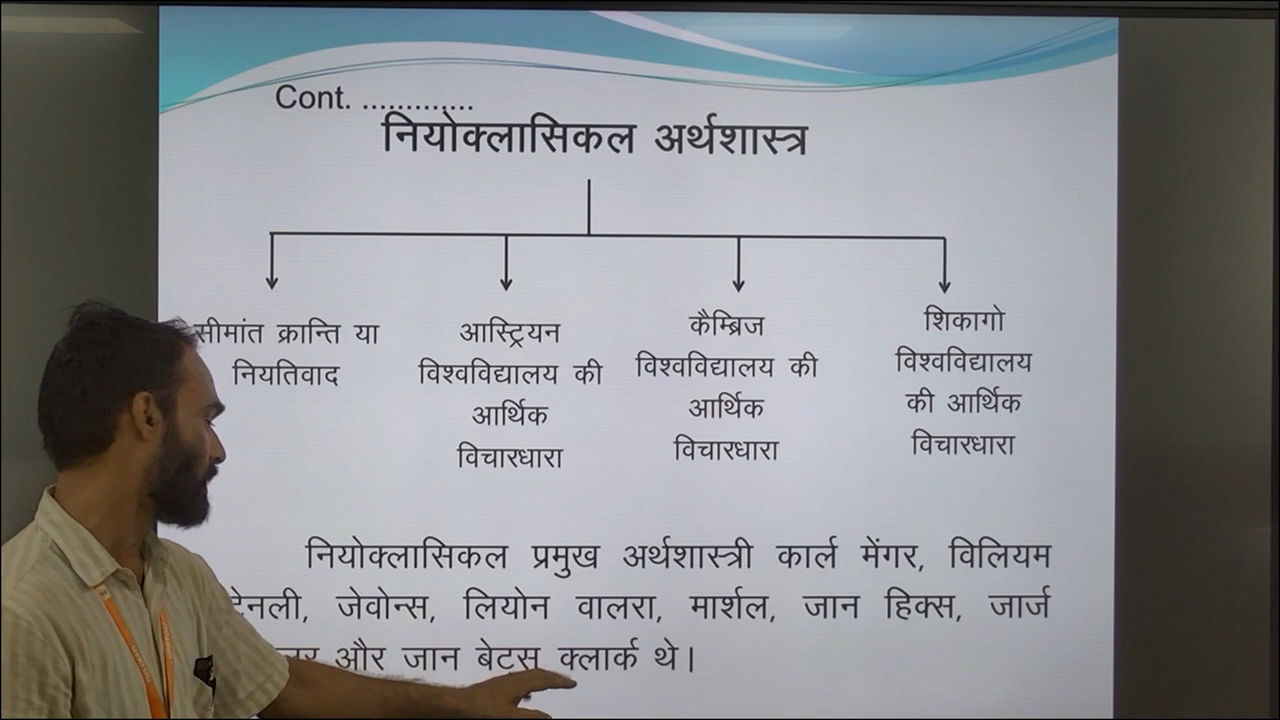 Cont. .............
नियोक्लासिकल अर्थशास्त्र
सीमांत क्रान्ति या
नियतिवाद
आस्ट्रियन
विश्वविद्यालय की
आर्थिक
विचारधारा
कैम्ब्रिज
विश्वविद्यालय की
आर्थिक
विचारधारा
शिकागो
विश्वविद्यालय
की आर्थिक
विचारधारा
नियोक्लासिकल प्रमुख अर्थशास्त्री कार्ल मेंगर, विलियम
जेवोन्स, लियोन वालरा, मार्शल, जान हिक्स, जार्ज
और जान बेटस क्लार्क थे।